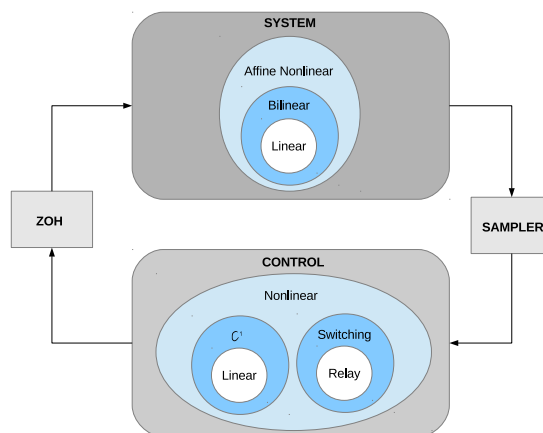 SYSTEM
Affine Nonlinear
Bilinear
Linear
ZOH
SAMPLER
CONTROL
Nonlinear
C¹
Switching
Linear
Relay